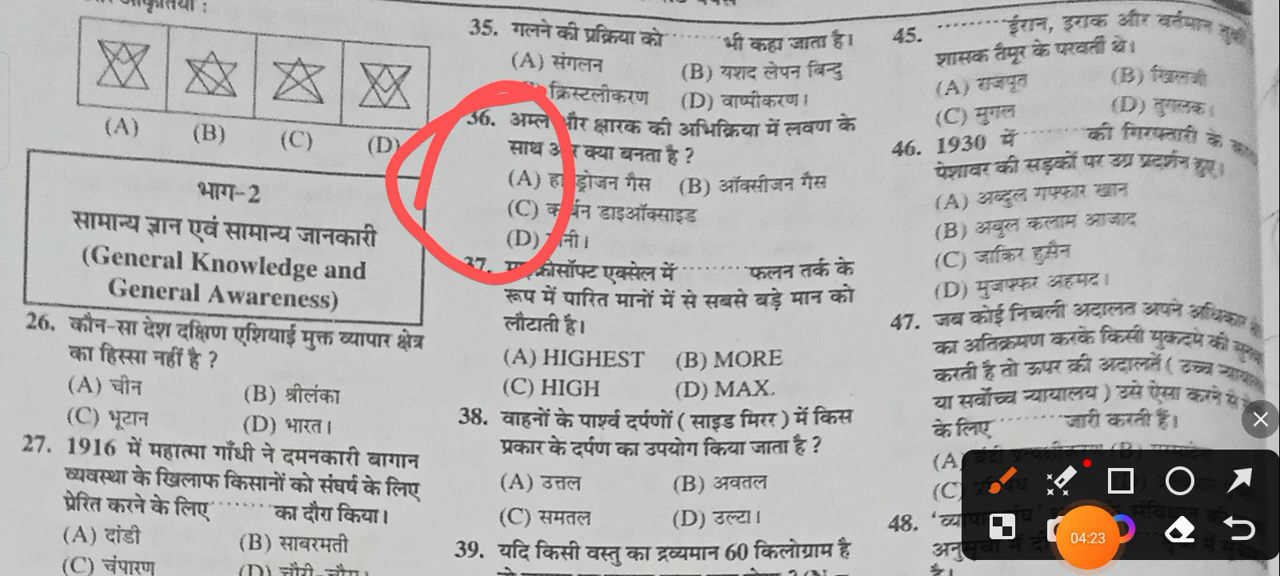 (A) (B) (C) (D)
भाग-2
सामान्य ज्ञान एवं सामान्य जानकारी
(General Knowledge and
General Awareness)
26. कौन-सा देश दक्षिण एशियाई मुक्त व्यापार क्षेत्र
का हिस्सा नहीं है ?
(A) चीन (B) श्रीलंका
(C) भूटान (D) भारत।
27. 1916 में महात्मा गाँधी ने दमनकारी बागान
व्यवस्था के खिलाफ किसानों को संघर्ष के लिए
प्रेरित करने के लिए ........ का दौरा किया।
(A) दांडी (B) साबरमती
(C) चंपारण (D) चौरी-चौरा।
35. गलने की प्रक्रिया को ........ भी कहा जाता है।
(A) संगलन (B) यशद लेपन बिन्दु
क्रिस्टलीकरण (D) वाष्पीकरण।
36. अम्ल और क्षारक की अभिक्रिया में लवण के
साथ और क्या बनता है ?
(A) हाइड्रोजन गैस (B) ऑक्सीजन गैस
(C) कार्बन डाइऑक्साइड
(D) पानी।
37. माइक्रोसॉफ्ट एक्सेल में ........ फलन तर्क के
रूप में पारित मानों में से सबसे बड़े मान को
लौटाती है।
(A) HIGHEST (B) MORE
(C) HIGH (D) MAX.
38. वाहनों के पार्श्व दर्पणों ( साइड मिरर ) में किस
प्रकार के दर्पण का उपयोग किया जाता है ?
(A) उत्तल (B) अवतल
(C) समतल (D) उल्टा।
39. यदि किसी वस्तु का द्रव्यमान 60 किलोग्राम है
45. ........ ईरान, इराक और वर्तमान तुर्की
शासक तैमूर के परवर्ती थे।
(A) राजपूत (B) खिलजी
(C) मुगल (D) तुगलक।
46. 1930 में ........ की गिरफ्तारी के
पेशावर की सड़कों पर उग्र प्रदर्शन हुए।
(A) अब्दुल गफ्फार खान
(B) अबुल कलाम आजाद
(C) जाकिर हुसैन
(D) मुजफ्फर अहमद।
47. जब कोई निचली अदालत अपने अधिकार
का अतिक्रमण करके किसी मुकदमे की
करती है तो ऊपर की अदालतें ( उच्च
या सर्वोच्च न्यायालय ) उसे ऐसा करने से
के लिए ........ जारी करती हैं।
(A)
(C)
48.
04:23